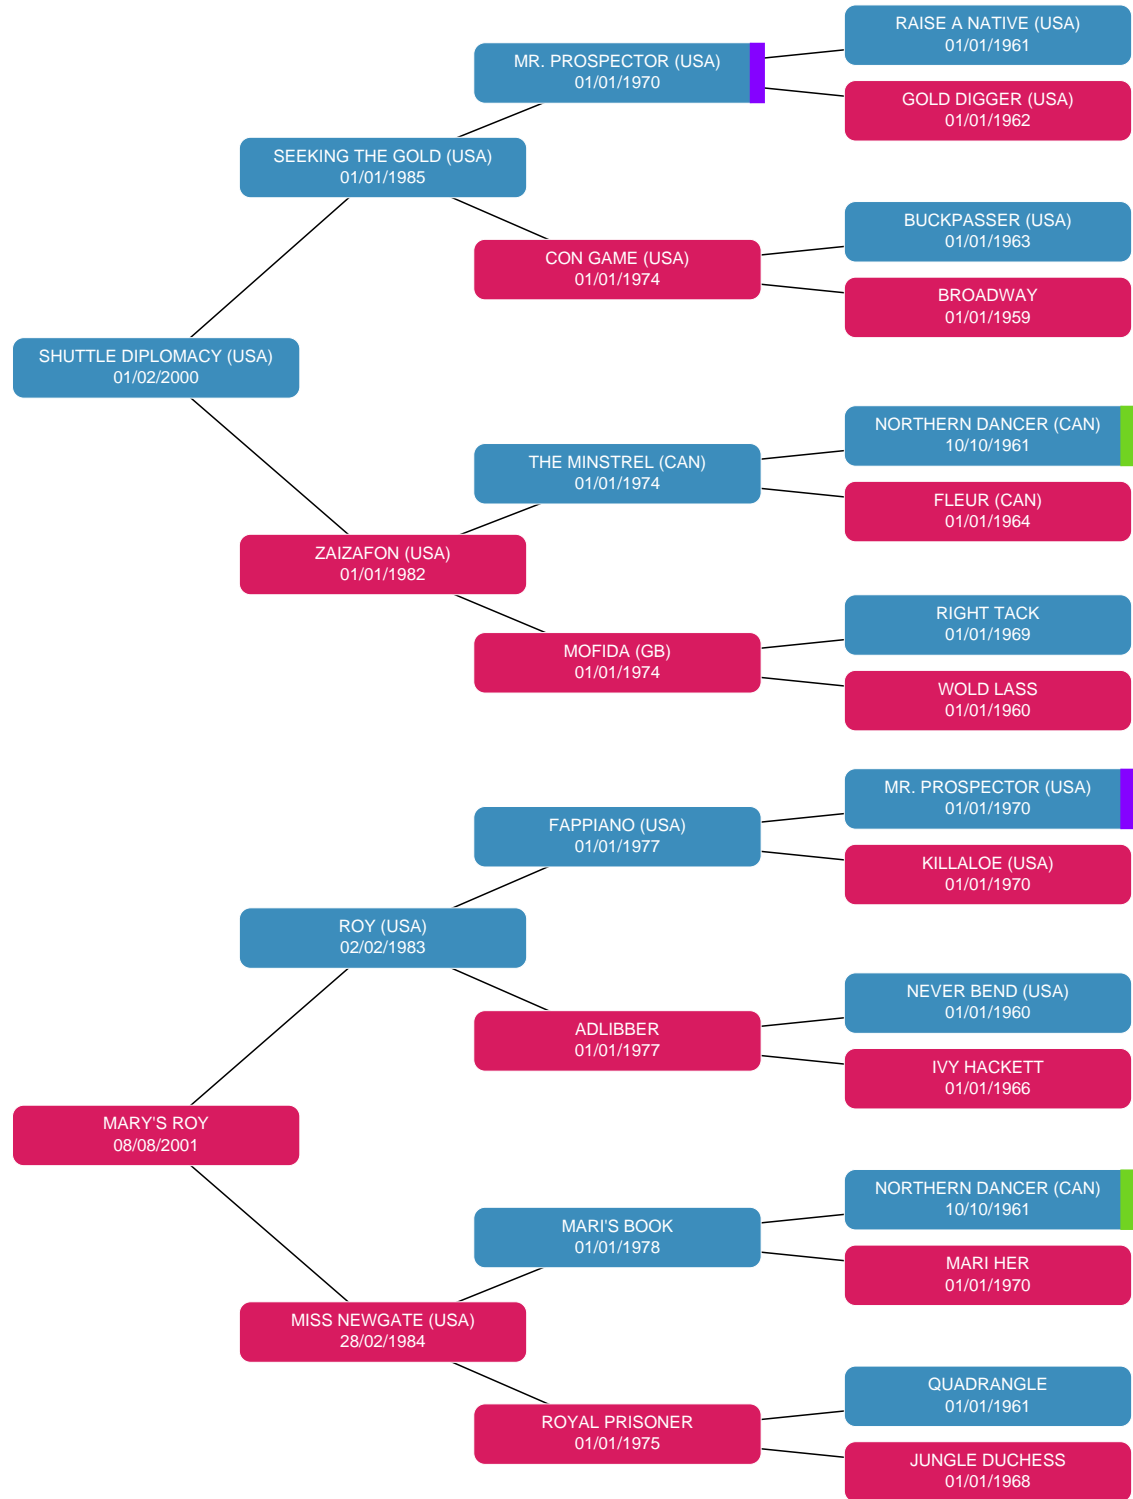 RAISE A NATIVE (USA)
01/01/1961
MR. PROSPECTOR (USA)
01/01/1970
GOLD DIGGER (USA)
01/01/1962
SEEKING THE GOLD (USA)
01/01/1985
BUCKPASSER (USA)
01/01/1963
CON GAME (USA)
01/01/1974
BROADWAY
01/01/1959
SHUTTLE DIPLOMACY (USA)
01/02/2000
NORTHERN DANCER (CAN)
10/10/1961
THE MINSTREL (CAN)
01/01/1974
FLEUR (CAN)
01/01/1964
ZAIZAFON (USA)
01/01/1982
RIGHT TACK
01/01/1969
MOFIDA (GB)
01/01/1974
WOLD LASS
01/01/1960
MR. PROSPECTOR (USA)
01/01/1970
FAPPIANO (USA)
01/01/1977
KILLALOE (USA)
01/01/1970
ROY (USA)
02/02/1983
NEVER BEND (USA)
01/01/1960
ADLIBBER
01/01/1977
IVY HACKETT
01/01/1966
MARY'S ROY
08/08/2001
NORTHERN DANCER (CAN)
10/10/1961
MARI'S BOOK
01/01/1978
MARI HER
01/01/1970
MISS NEWGATE (USA)
28/02/1984
QUADRANGLE
01/01/1961
ROYAL PRISONER
01/01/1975
JUNGLE DUCHESS
01/01/1968